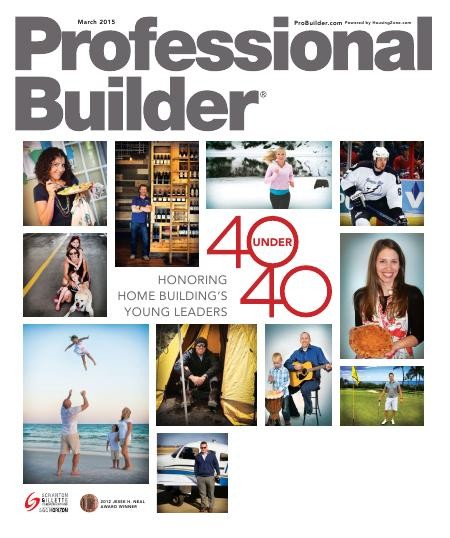 March 2015
ProBuilder.com Powered by HousingZone.com
Professional
Builder®
40
UNDER
40
HONORING
HOME BUILDING'S
YOUNG LEADERS
SCRANTON
GILLETTE
HORIZON
2012 JESSE H. NEAL
AWARD WINNER